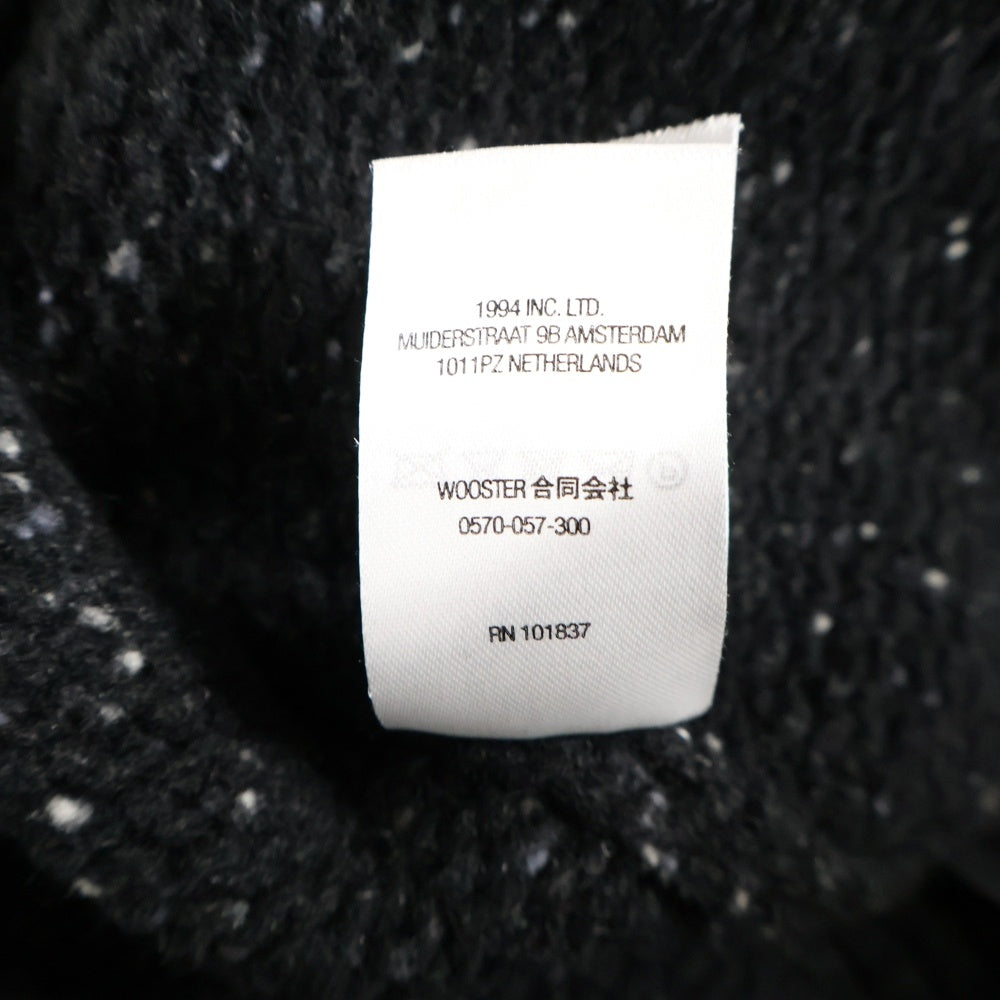 1994 INC. LTD.
MUIDERSTRAAT 9B AMSTERDAM
1011PZ NETHERLANDS
WOOSTER 合同会社
0570-057-300
RN 101837